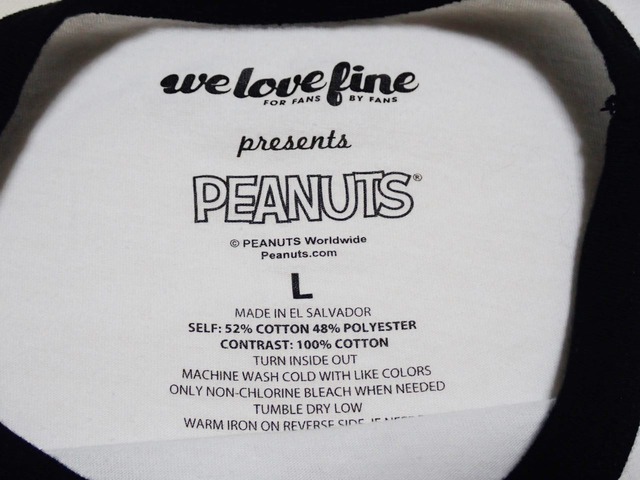 welovefine
FOR FANS BY FANS
presents
PEANUTS®
© PEANUTS Worldwide
Peanuts.com
L
MADE IN EL SALVADOR
SELF: 52% COTTON 48% POLYESTER
CONTRAST: 100% COTTON
TURN INSIDE OUT
MACHINE WASH COLD WITH LIKE COLORS
ONLY NON-CHLORINE BLEACH WHEN NEEDED
TUMBLE DRY LOW
WARM IRON ON REVERSE SIDE, IF